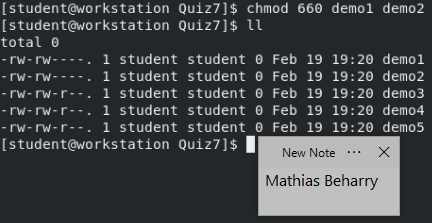 [student@workstation Quiz7]$ chmod 660 demo1 demo2
[student@workstation Quiz7]$ ll
total 0
-rw-rw----. 1 student student 0 Feb 19 19:20 demo1
-rw-rw----. 1 student student 0 Feb 19 19:20 demo2
-rw-rw-r--. 1 student student 0 Feb 19 19:20 demo3
-rw-rw-r--. 1 student student 0 Feb 19 19:20 demo4
-rw-rw-r--. 1 student student 0 Feb 19 19:20 demo5
[student@workstation Quiz7]$
New Note ...
Mathias Beharry